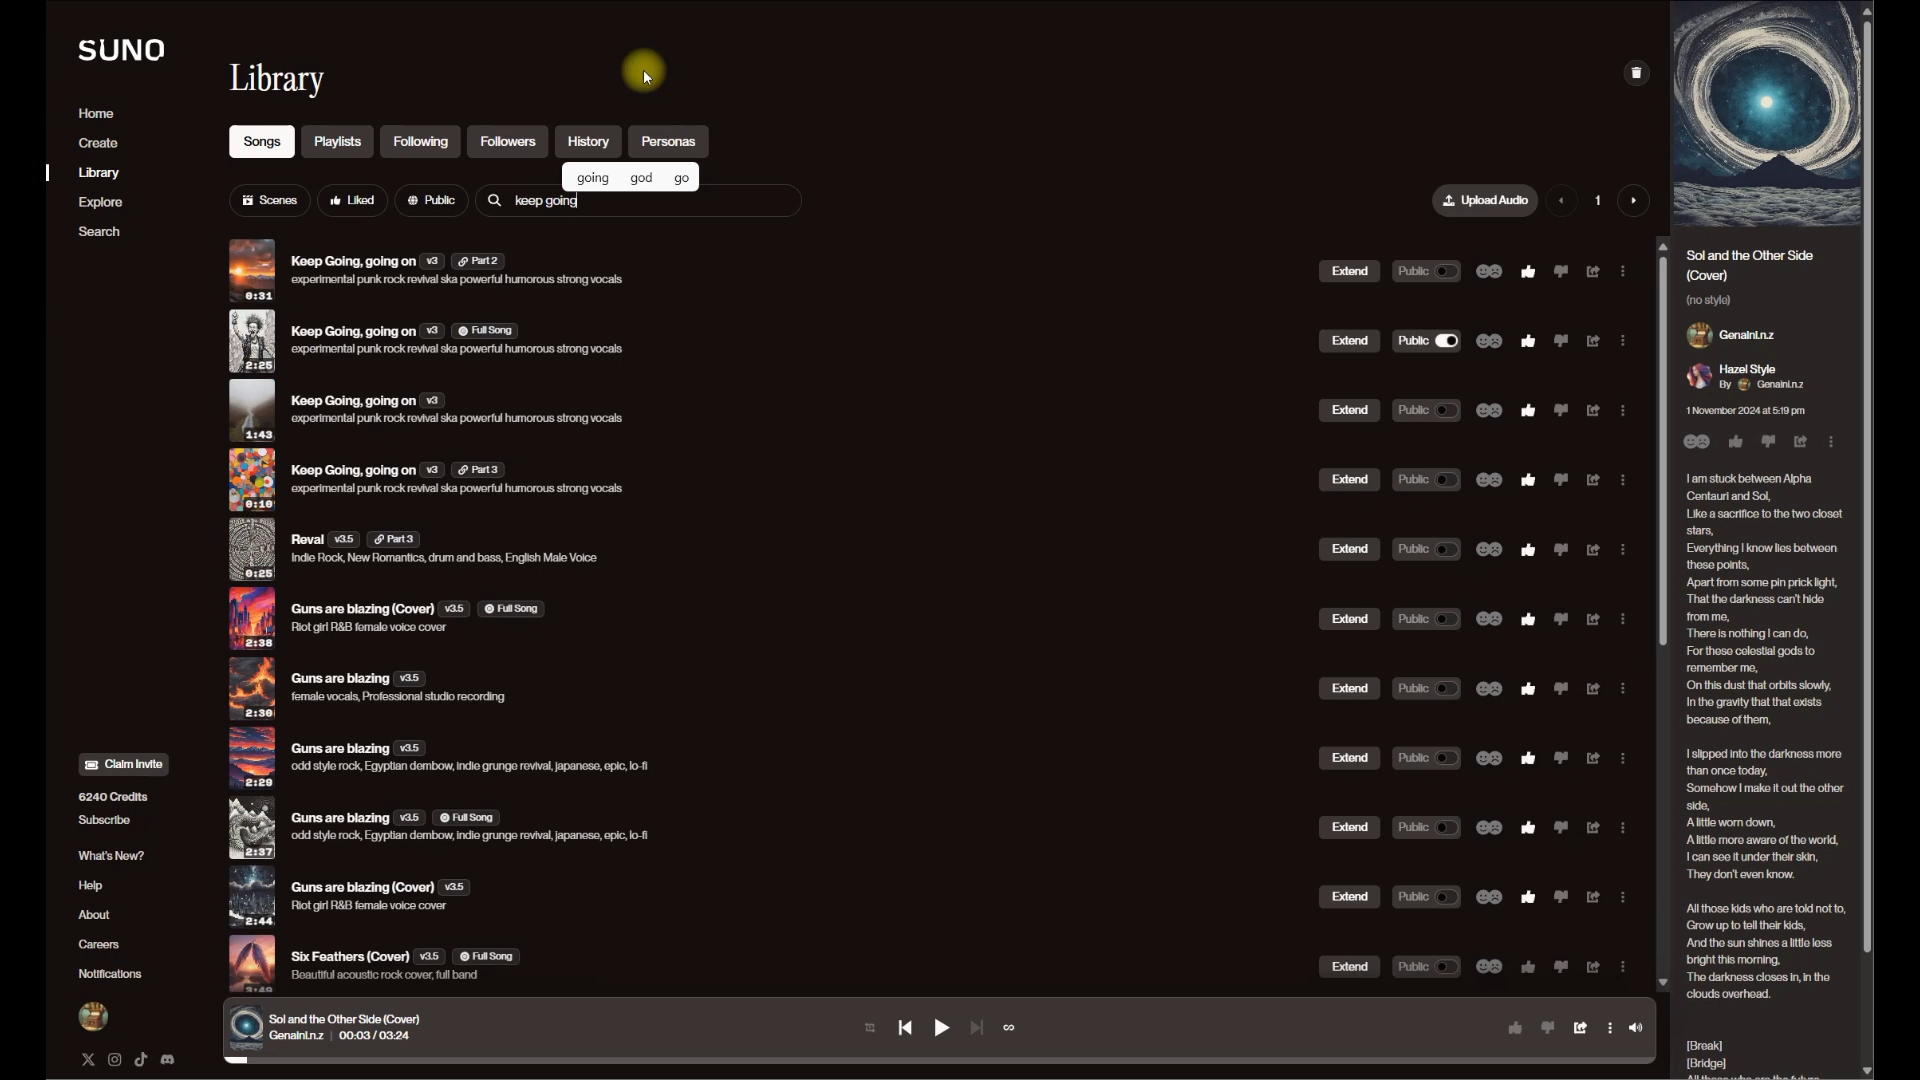 SUNO
Home
Create
Library
Explore
Search
Claim Invite
6240 Credits
Subscribe
What's New?
Help
About
Careers
Notifications
Library
Songs
Playlists
Following
Followers
History
Personas
going god go
Scenes
Liked
Public
keep going
Upload Audio
1
Keep Going, going on v3 Part 2
experimental punk rock revival ska powerful humorous strong vocals
0:31
Extend Public
Keep Going, going on v3 Full Song
experimental punk rock revival ska powerful humorous strong vocals
2:25
Extend Public
Keep Going, going on v3
experimental punk rock revival ska powerful humorous strong vocals
1:43
Extend Public
Keep Going, going on v3 Part 3
experimental punk rock revival ska powerful humorous strong vocals
0:10
Extend Public
Reval v3.5 Part 3
Indie Rock, New Romantics, drum and bass, English Male Voice
0:25
Extend Public
Guns are blazing (Cover) v3.5 Full Song
Riot girl R&B female voice cover
2:38
Extend Public
Guns are blazing v3.5
female vocals, Professional studio recording
2:30
Extend Public
Guns are blazing v3.5
odd style rock, Egyptian dembow, indie grunge revival, japanese, epic, lo-fi
2:29
Extend Public
Guns are blazing v3.5 Full Song
odd style rock, Egyptian dembow, indie grunge revival, japanese, epic, lo-fi
2:37
Extend Public
Guns are blazing (Cover) v3.5
Riot girl R&B female voice cover
2:44
Extend Public
Six Feathers (Cover) v3.5 Full Song
Beautiful acoustic rock cover, full band
3:49
Extend Public
Sol and the Other Side (Cover)
Genaini.n.z | 00:03 / 03:24
Sol and the Other Side
(Cover)
(no style)
Genaini.n.z
Hazel Style
By Genaini.n.z
1 November 2024 at 5:19 pm
I am stuck between Alpha
Centauri and Sol,
Like a sacrifice to the two closet
stars,
Everything I know lies between
these points,
Apart from some pin prick light,
That the darkness can't hide
from me,
There is nothing I can do,
For these celestial gods to
remember me,
On this dust that orbits slowly,
In the gravity that that exists
because of them,
I slipped into the darkness more
than once today,
Somehow I make it out the other
side,
A little worn down,
A little more aware of the world,
I can see it under their skin,
They don't even know.
All those kids who are told not to,
Grow up to tell their kids,
And the sun shines a little less
bright this morning,
The darkness closes in, in the
clouds overhead.
[Break]
[Bridge]